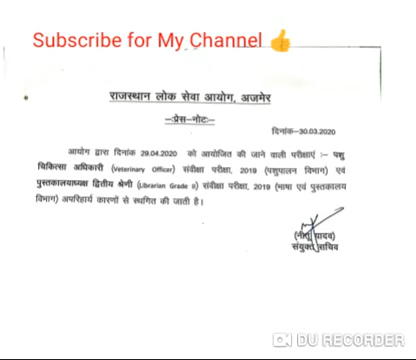 Subscribe for My Channel 👍
राजस्थान लोक सेवा आयोग, अजमेर
—:प्रेस—नोटः—
दिनांक—30.03.2020
आयोग द्वारा दिनांक 29.04.2020 को आयोजित की जाने वाली परीक्षाएं :— पशु
चिकित्सा अधिकारी (Veterinary Officer) संवीक्षा परीक्षा, 2019 (पशुपालन विभाग) एवं
पुस्तकालयाध्यक्ष द्वितीय श्रेणी (Librarian Grade II) संवीक्षा परीक्षा, 2019 (भाषा एवं पुस्तकालय
विभाग) अपरिहार्य कारणों से स्थगित की जाती है।
(नीतू यादव)
संयुक्त सचिव
DU RECORDER